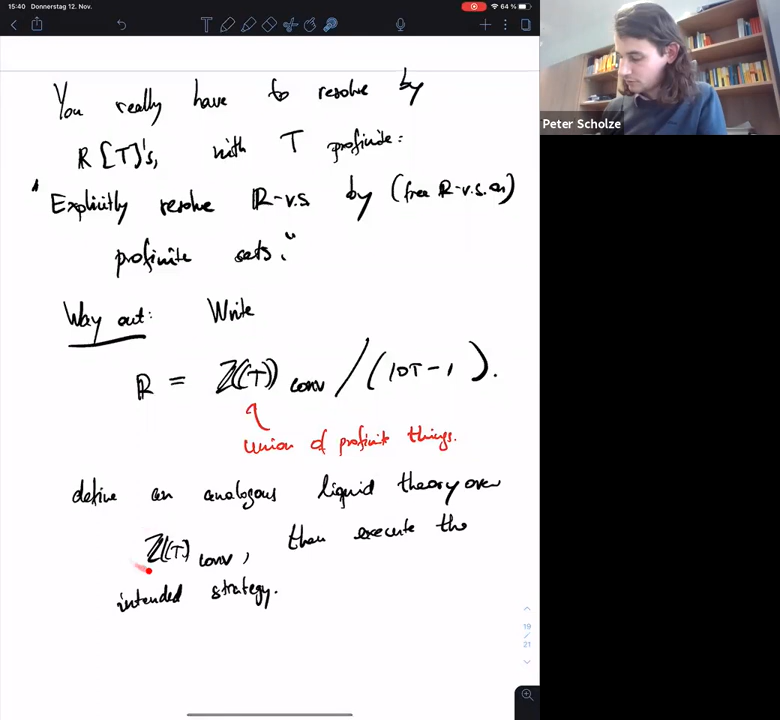 15:40 Donnerstag 12. Nov.
64 %
Peter Scholze
You really have to resolve by
R[T]'s, with T profinite:
"Explicitly resolve ℝ-v.s by (free ℝ-v.s. on)
profinite sets."
Way out: Write
ℝ = ℤ((T))conv / (10T-1).
union of profinite things.
define an analogous liquid theory over
ℤ((T))conv, then execute the
intended strategy.
19
/
21